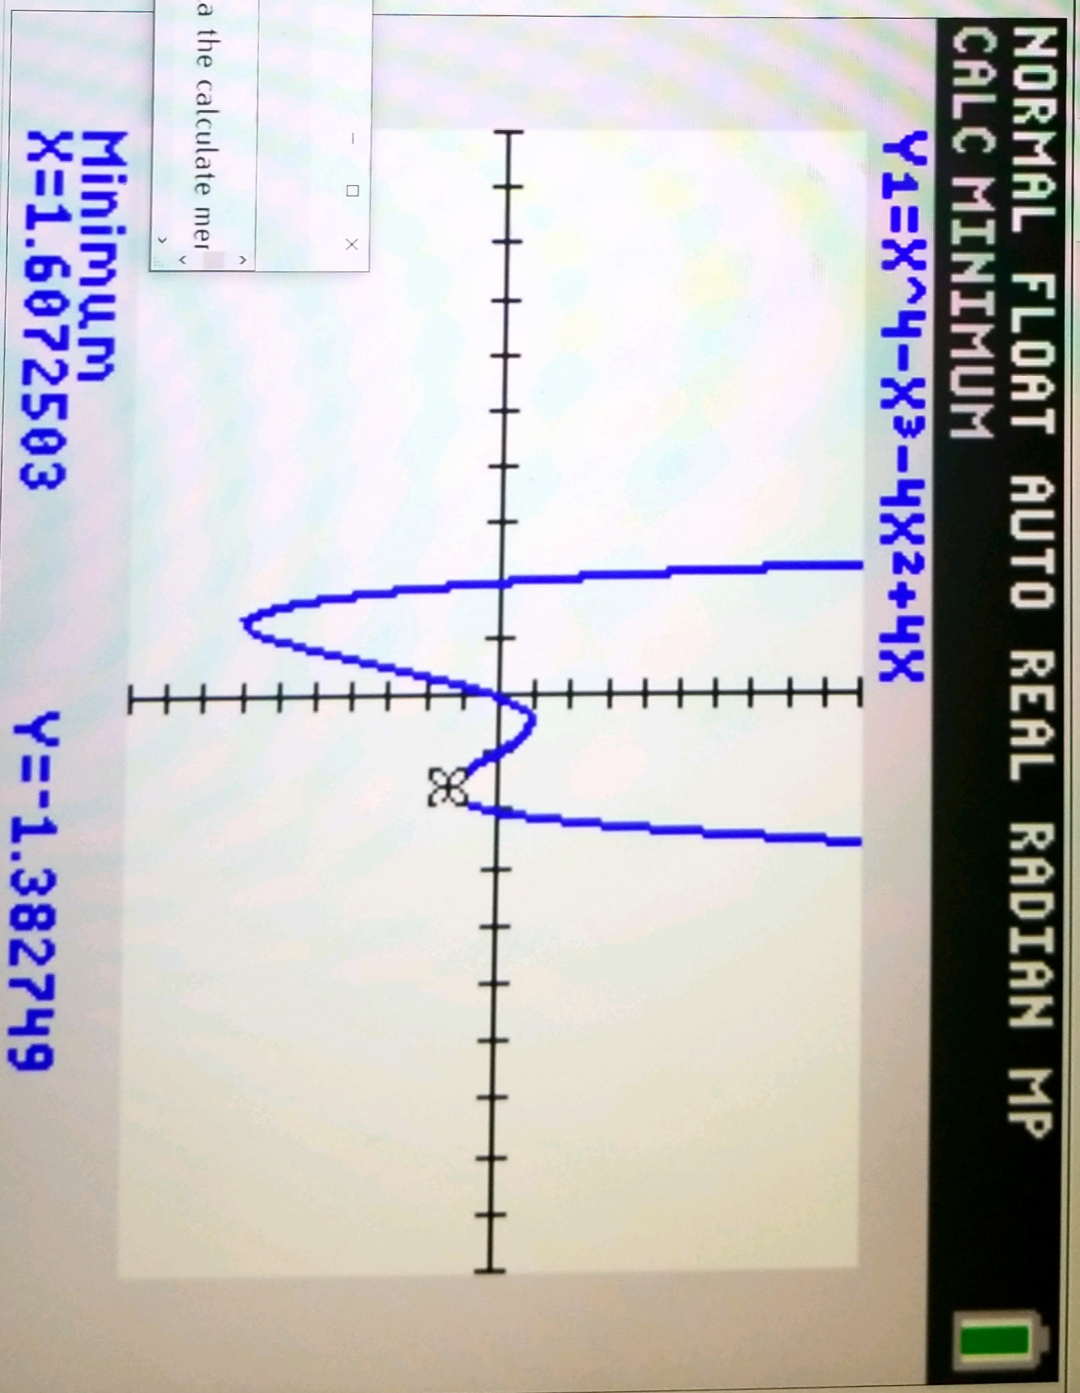 NORMAL FLOAT AUTO REAL RADIAN MP
CALC MINIMUM
Y1=X^4-X³-4X²+4X
a the calculate mer
Minimum
X=1.6072503 Y=-1.382749